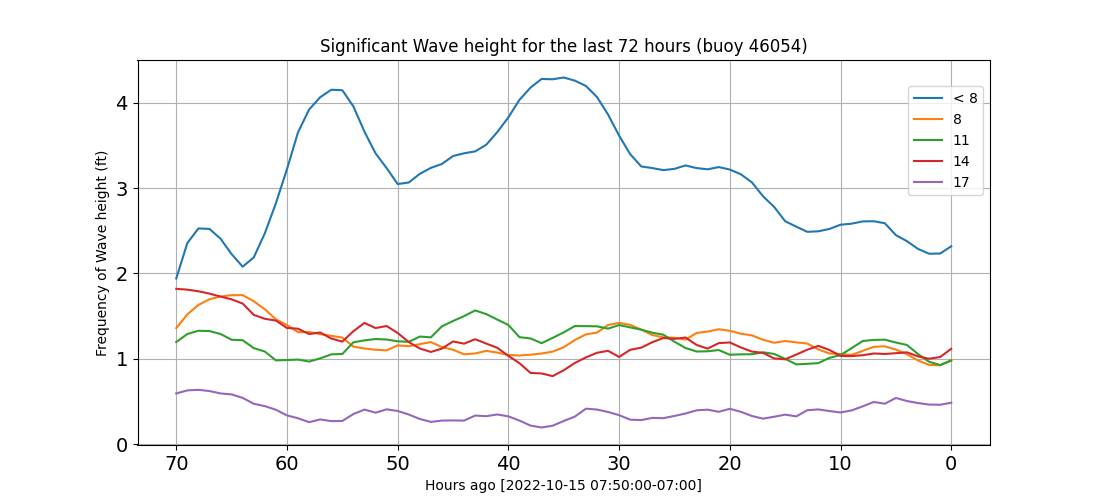 Significant Wave height for the last 72 hours (buoy 46054)
Frequency of Wave height (ft)
4
3
2
1
0
< 8
8
11
14
17
70 60 50 40 30 20 10 0
Hours ago [2022-10-15 07:50:00-07:00]